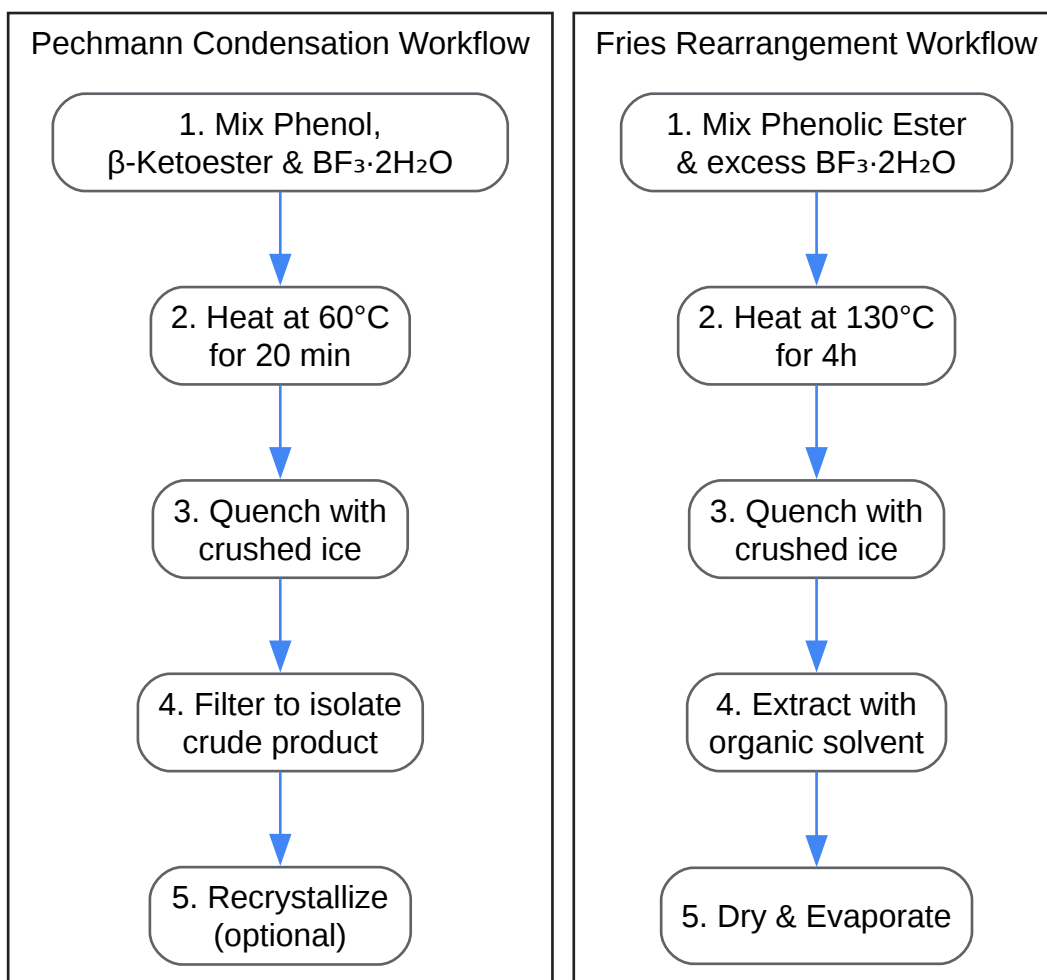 Pechmann Condensation Workflow
1. Mix Phenol,
β-Ketoester & BF₃·2H₂O
2. Heat at 60°C
for 20 min
3. Quench with
crushed ice
4. Filter to isolate
crude product
5. Recrystallize
(optional)
Fries Rearrangement Workflow
1. Mix Phenolic Ester
& excess BF₃·2H₂O
2. Heat at 130°C
for 4h
3. Quench with
crushed ice
4. Extract with
organic solvent
5. Dry & Evaporate